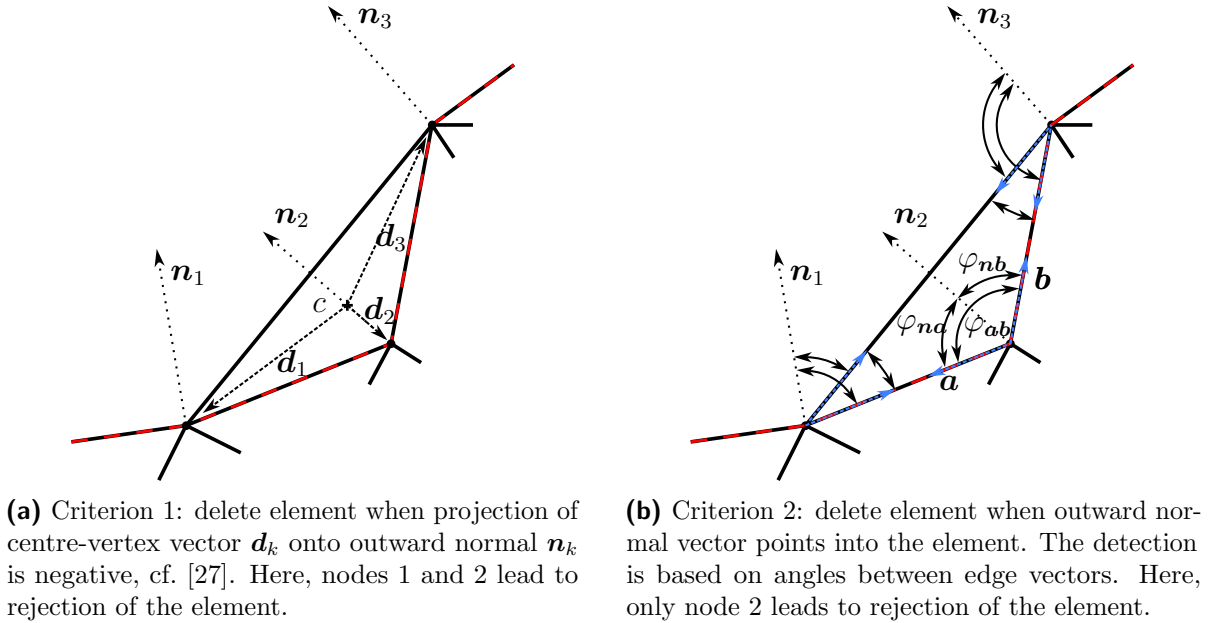 n3
n3
n2
n2
n1
n1
d3
c
d2
d1
φnb
b
φna
φab
a
(a) Criterion 1: delete element when projection of
centre-vertex vector dk onto outward normal nk
is negative, cf. [27]. Here, nodes 1 and 2 lead to
rejection of the element.
(b) Criterion 2: delete element when outward nor-
mal vector points into the element. The detection
is based on angles between edge vectors. Here,
only node 2 leads to rejection of the element.